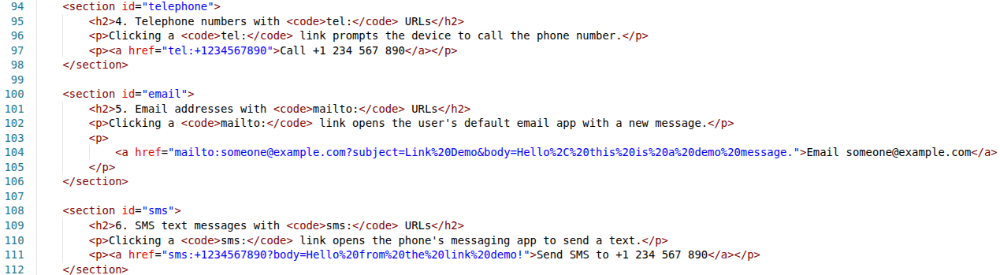 94 <section id="telephone">
95 <h2>4. Telephone numbers with <code>tel:</code> URLs</h2>
96 <p>Clicking a <code>tel:</code> link prompts the device to call the phone number.</p>
97 <p><a href="tel:+1234567890">Call +1 234 567 890</a></p>
98 </section>
99
100 <section id="email">
101 <h2>5. Email addresses with <code>mailto:</code> URLs</h2>
102 <p>Clicking a <code>mailto:</code> link opens the user's default email app with a new message.</p>
103 <p>
104 <a href="mailto:someone@example.com?subject=Link%20Demo&body=Hello%2C%20this%20is%20a%20demo%20message.">Email someone@example.com</a>
105 </p>
106 </section>
107
108 <section id="sms">
109 <h2>6. SMS text messages with <code>sms:</code> URLs</h2>
110 <p>Clicking a <code>sms:</code> link opens the phone's messaging app to send a text.</p>
111 <p><a href="sms:+1234567890?body=Hello%20from%20the%20link%20demo!">Send SMS to +1 234 567 890</a></p>
112 </section>